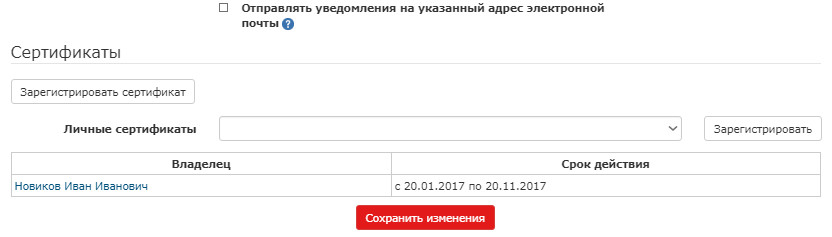 Отправлять уведомления на указанный адрес электронной
почты ?
Сертификаты
Зарегистрировать сертификат
Личные сертификаты Зарегистрировать
Владелец Срок действия
Новиков Иван Иванович с 20.01.2017 по 20.11.2017
Сохранить изменения